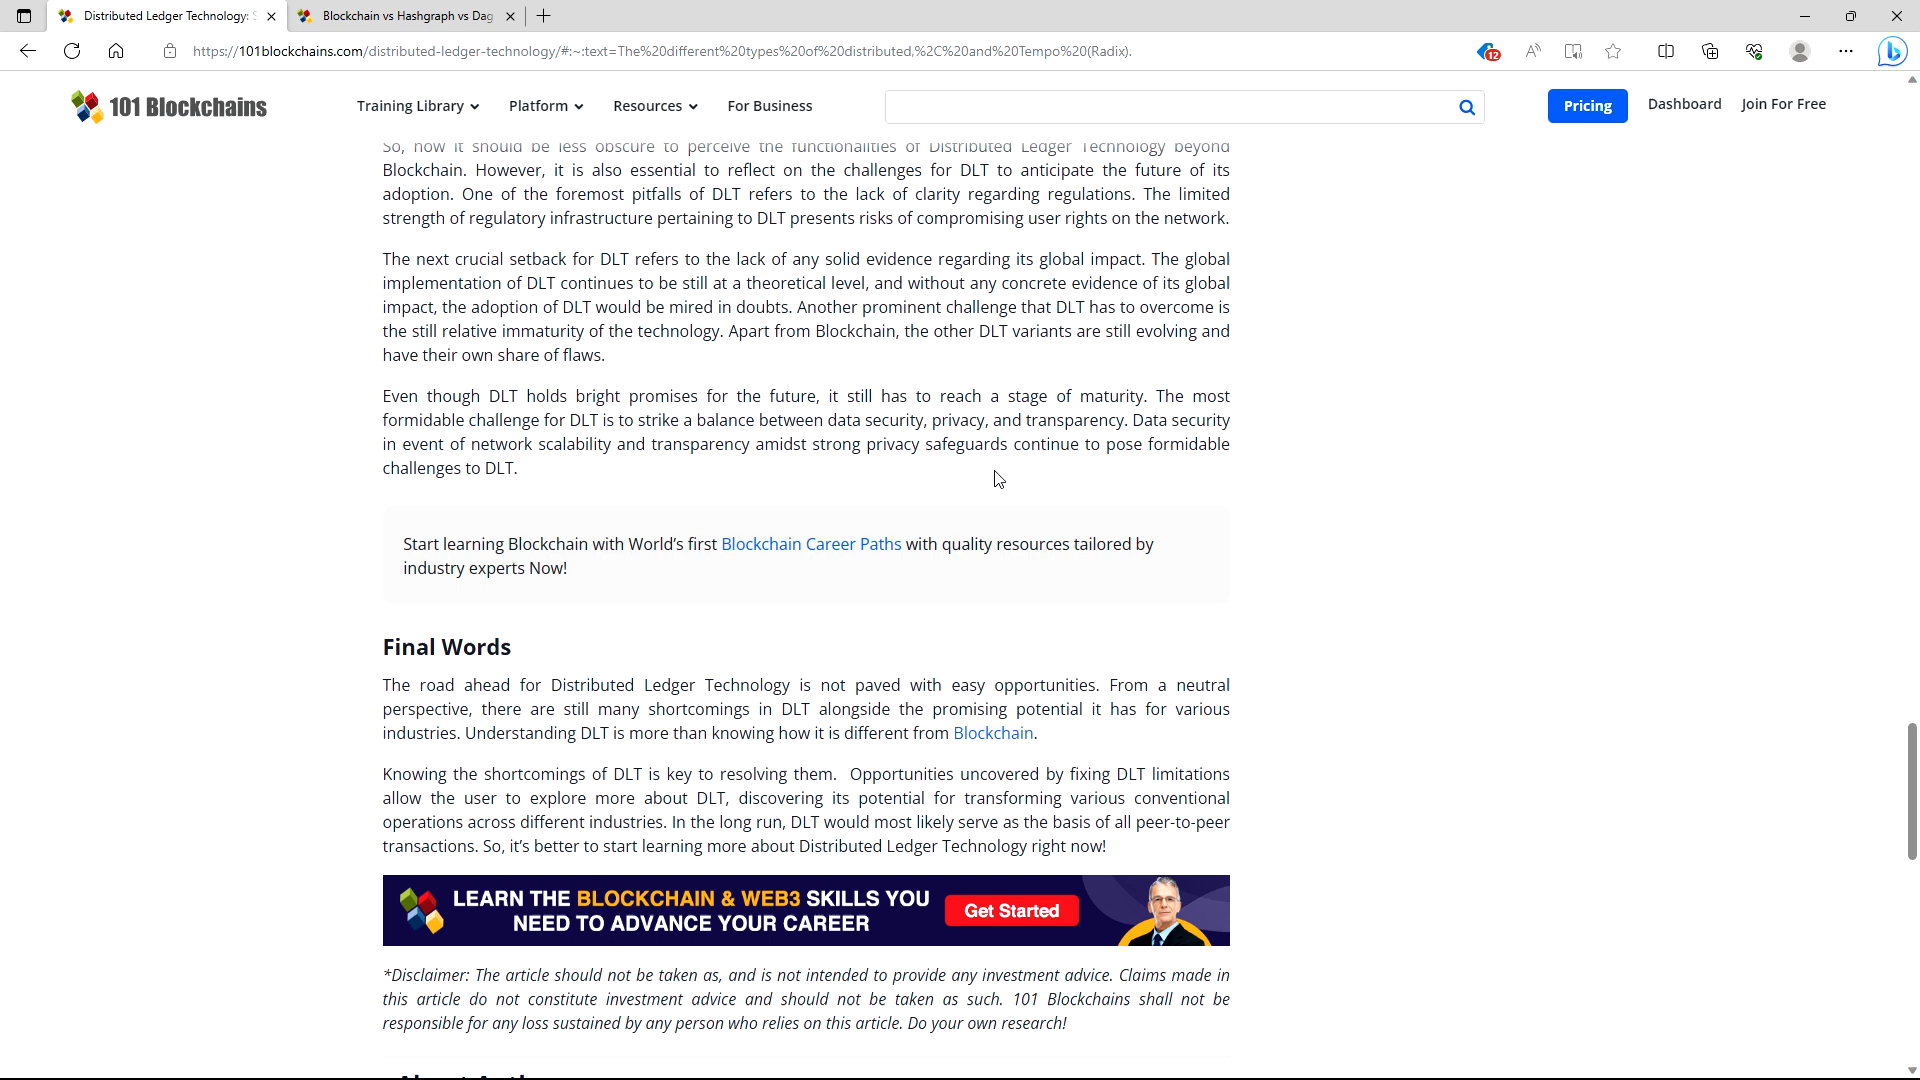 Distributed Ledger Technology: S
Blockchain vs Hashgraph vs Dag
https://101blockchains.com/distributed-ledger-technology/#:~:text=The%20different%20types%20of%20distributed,%2C%20and%20Tempo%20(Radix).
12
101 Blockchains
Training Library
Platform
Resources
For Business
Pricing
Dashboard
Join For Free
So, now it should be less obscure to perceive the functionalities of Distributed Ledger Technology beyond
Blockchain. However, it is also essential to reflect on the challenges for DLT to anticipate the future of its
adoption. One of the foremost pitfalls of DLT refers to the lack of clarity regarding regulations. The limited
strength of regulatory infrastructure pertaining to DLT presents risks of compromising user rights on the network.
The next crucial setback for DLT refers to the lack of any solid evidence regarding its global impact. The global
implementation of DLT continues to be still at a theoretical level, and without any concrete evidence of its global
impact, the adoption of DLT would be mired in doubts. Another prominent challenge that DLT has to overcome is
the still relative immaturity of the technology. Apart from Blockchain, the other DLT variants are still evolving and
have their own share of flaws.
Even though DLT holds bright promises for the future, it still has to reach a stage of maturity. The most
formidable challenge for DLT is to strike a balance between data security, privacy, and transparency. Data security
in event of network scalability and transparency amidst strong privacy safeguards continue to pose formidable
challenges to DLT.
Start learning Blockchain with World's first Blockchain Career Paths with quality resources tailored by
industry experts Now!
Final Words
The road ahead for Distributed Ledger Technology is not paved with easy opportunities. From a neutral
perspective, there are still many shortcomings in DLT alongside the promising potential it has for various
industries. Understanding DLT is more than knowing how it is different from Blockchain.
Knowing the shortcomings of DLT is key to resolving them. Opportunities uncovered by fixing DLT limitations
allow the user to explore more about DLT, discovering its potential for transforming various conventional
operations across different industries. In the long run, DLT would most likely serve as the basis of all peer-to-peer
transactions. So, it's better to start learning more about Distributed Ledger Technology right now!
LEARN THE BLOCKCHAIN & WEB3 SKILLS YOU
NEED TO ADVANCE YOUR CAREER
Get Started
*Disclaimer: The article should not be taken as, and is not intended to provide any investment advice. Claims made in
this article do not constitute investment advice and should not be taken as such. 101 Blockchains shall not be
responsible for any loss sustained by any person who relies on this article. Do your own research!